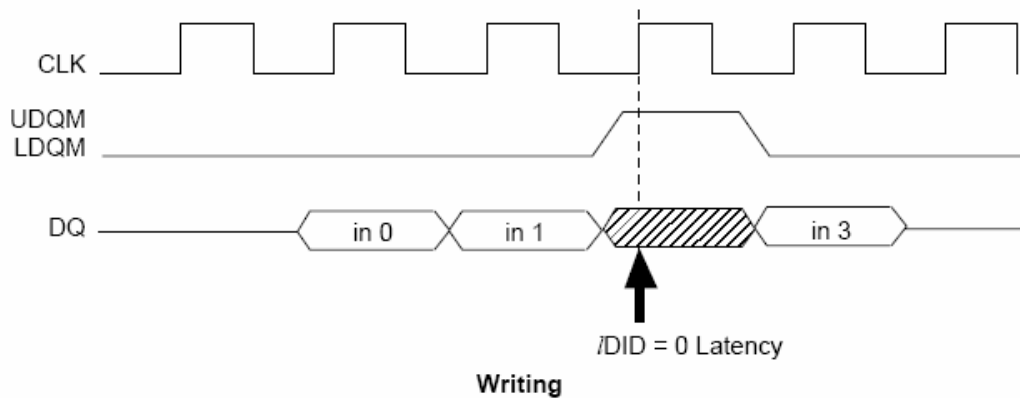 CLK
UDQM
LDQM
DQ in 0 in 1 in 3
lDID = 0 Latency
Writing